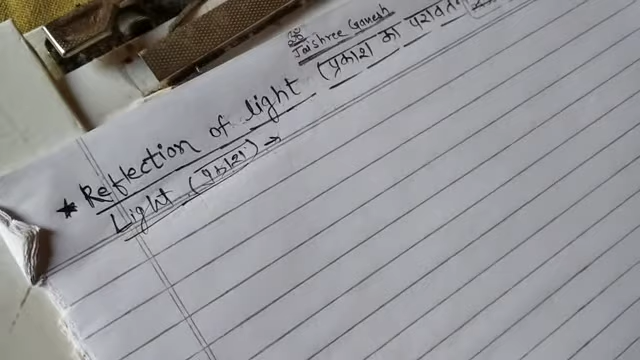 ॐ
Jaishree Ganesh
* Reflection of light (प्रकाश का परावर्तन)
Light (प्रकाश) →